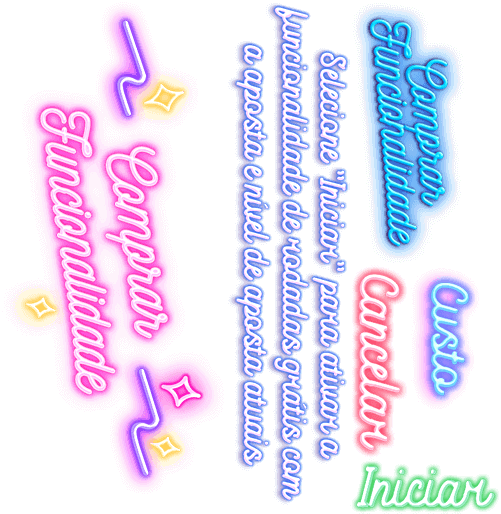 Comprar
Funcionalidade
Selecione "Iniciar" para ativar a
funcionalidade de rodadas grátis com
a aposta e nível de aposta atuais
Custo
Cancelar
Iniciar
Comprar
Funcionalidade